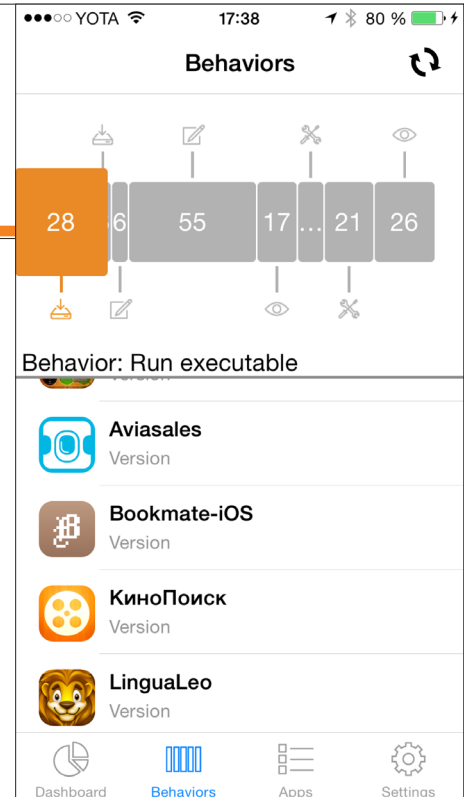 YOTA 17:38 80 %
Behaviors
28 6 55 17 ... 21 26
Behavior: Run executable
Aviasales
Version
Bookmate-iOS
Version
КиноПоиск
Version
LinguaLeo
Version
Dashboard Behaviors Apps Settings